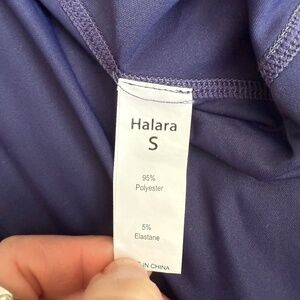 Halara
S
95%
Polyester
5%
Elastane
IN CHINA